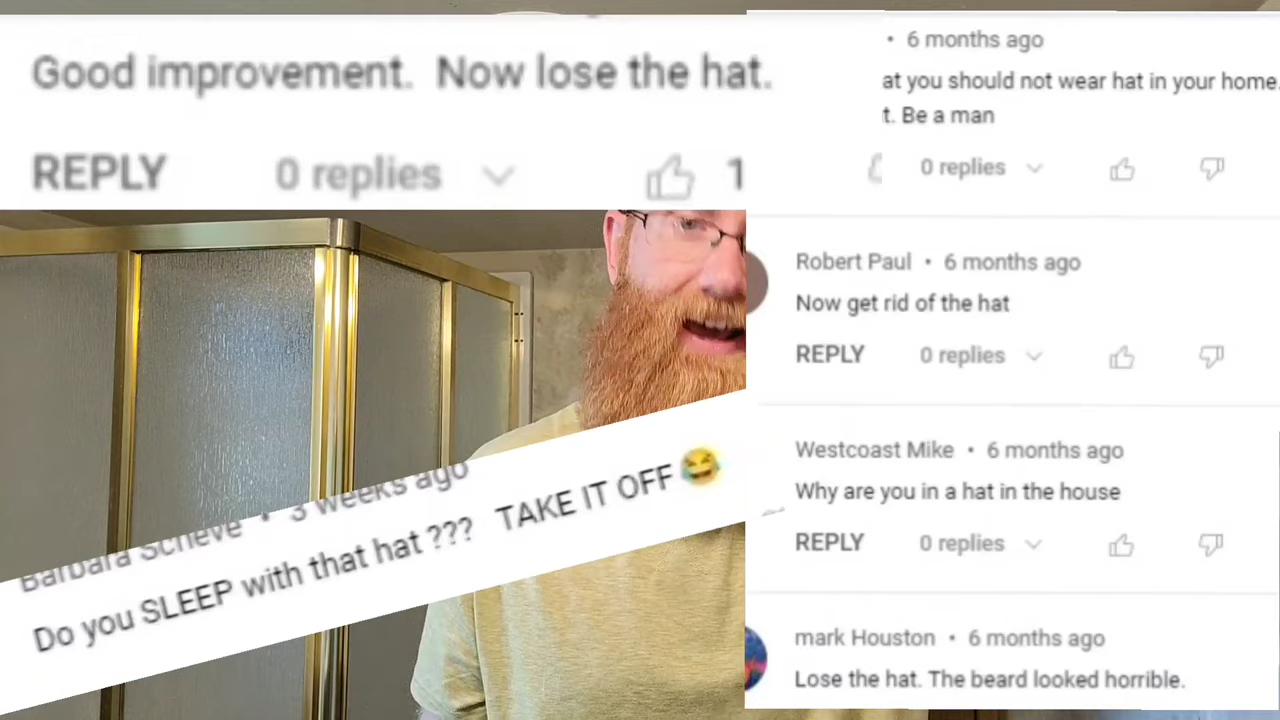 Good improvement. Now lose the hat.
REPLY 0 replies 1
Barbara Schieve • 3 weeks ago
Do you SLEEP with that hat ??? TAKE IT OFF 😆
• 6 months ago
at you should not wear hat in your home.
t. Be a man
0 replies
Robert Paul • 6 months ago
Now get rid of the hat
REPLY 0 replies
Westcoast Mike • 6 months ago
Why are you in a hat in the house
REPLY 0 replies
mark Houston • 6 months ago
Lose the hat. The beard looked horrible.